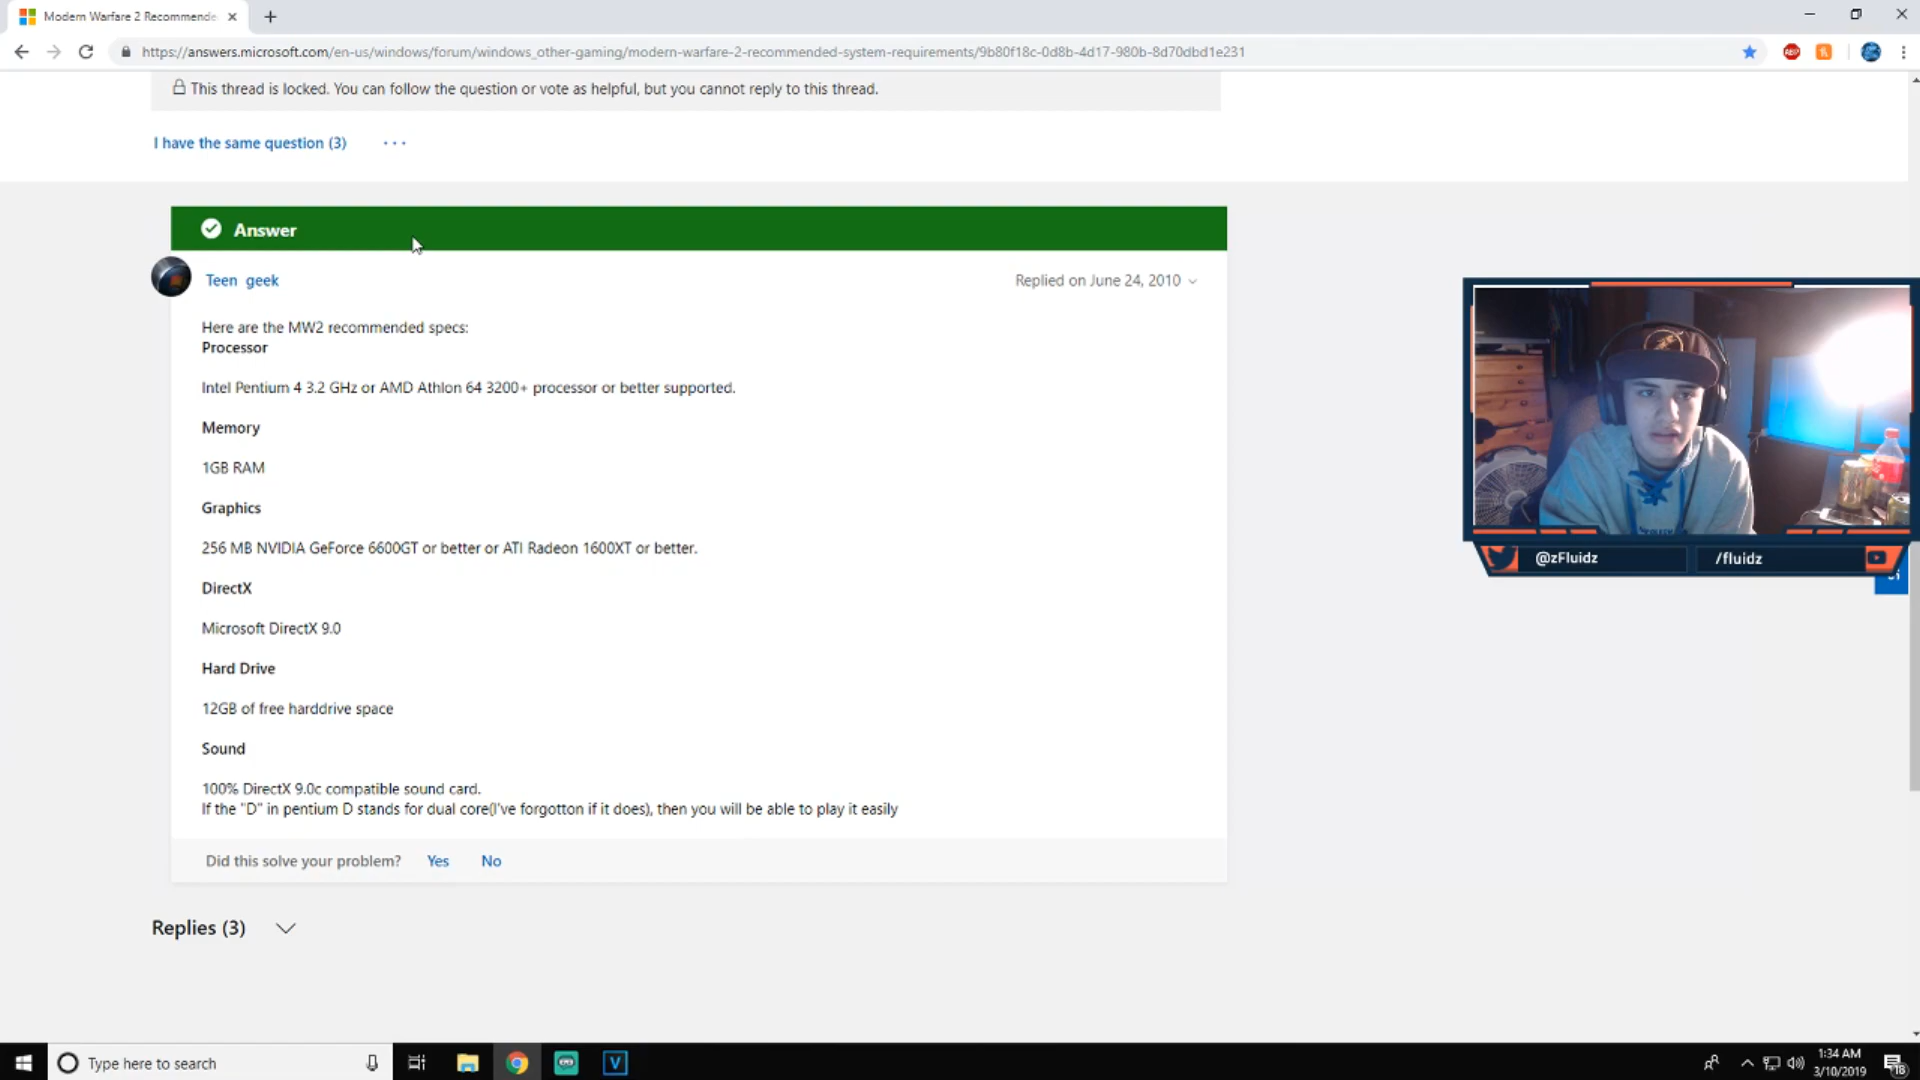 Modern Warfare 2 Recommende
https://answers.microsoft.com/en-us/windows/forum/windows_other-gaming/modern-warfare-2-recommended-system-requirements/9b80f18c-0d8b-4d17-980b-8d70dbd1e231
ABP
This thread is locked. You can follow the question or vote as helpful, but you cannot reply to this thread.
I have the same question (3)
Answer
Teen geek
Replied on June 24, 2010
Here are the MW2 recommended specs:
Processor
Intel Pentium 4 3.2 GHz or AMD Athlon 64 3200+ processor or better supported.
Memory
1GB RAM
Graphics
256 MB NVIDIA GeForce 6600GT or better or ATI Radeon 1600XT or better.
DirectX
Microsoft DirectX 9.0
Hard Drive
12GB of free harddrive space
Sound
100% DirectX 9.0c compatible sound card.
If the "D" in pentium D stands for dual core(I've forgotton if it does), then you will be able to play it easily
Did this solve your problem? Yes No
Replies (3)
@zFluidz
/fluidz
Type here to search
V
1:34 AM
3/10/2019
18